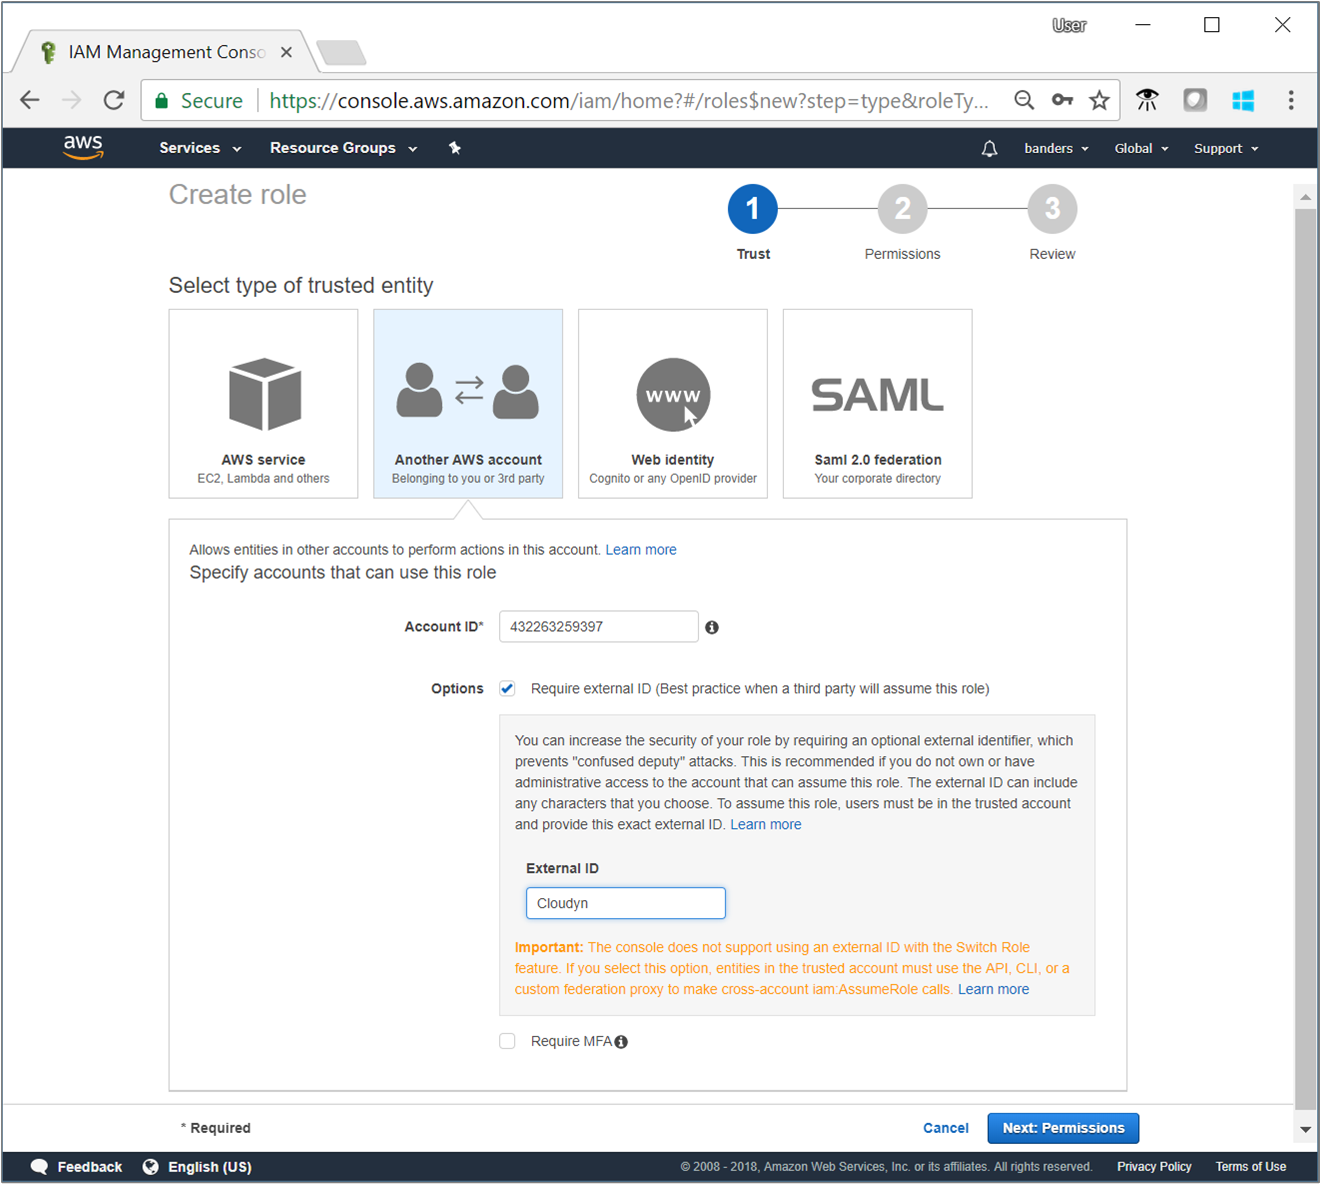 User
IAM Management Conso
Secure https://console.aws.amazon.com/iam/home?#/roles$new?step=type&roleTy...
aws Services Resource Groups banders Global Support
Create role
1 2 3
Trust Permissions Review
Select type of trusted entity
www SAML
AWS service Another AWS account Web identity Saml 2.0 federation
EC2, Lambda and others Belonging to you or 3rd party Cognito or any OpenID provider Your corporate directory
Allows entities in other accounts to perform actions in this account. Learn more
Specify accounts that can use this role
Account ID* 432263259397
Options Require external ID (Best practice when a third party will assume this role)
You can increase the security of your role by requiring an optional external identifier, which
prevents "confused deputy" attacks. This is recommended if you do not own or have
administrative access to the account that can assume this role. The external ID can include
any characters that you choose. To assume this role, users must be in the trusted account
and provide this exact external ID. Learn more
External ID
Cloudyn
Important: The console does not support using an external ID with the Switch Role
feature. If you select this option, entities in the trusted account must use the API, CLI, or a
custom federation proxy to make cross-account iam:AssumeRole calls. Learn more
Require MFA
* Required Cancel Next: Permissions
Feedback English (US) © 2008 - 2018, Amazon Web Services, Inc. or its affiliates. All rights reserved. Privacy Policy Terms of Use